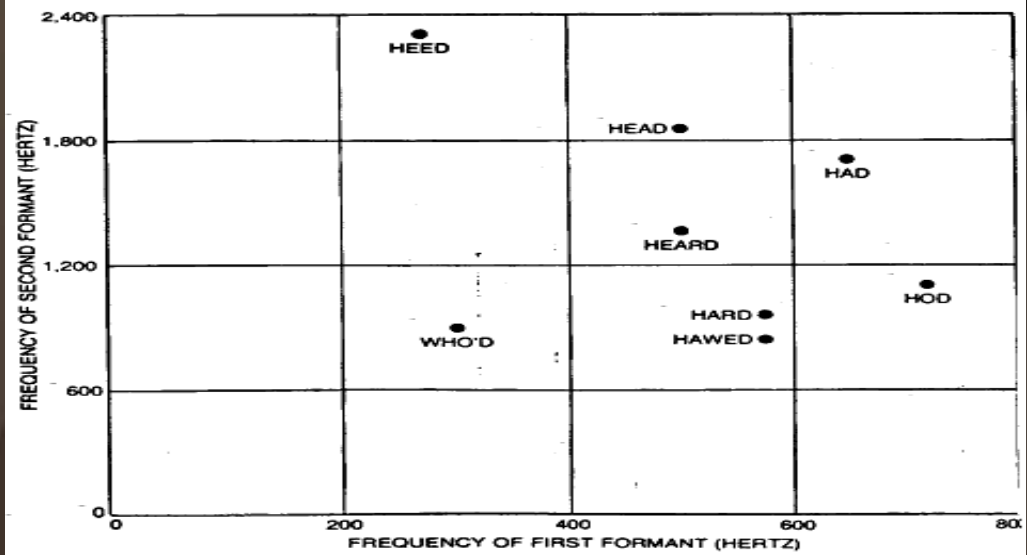 2,400
HEED
HEAD
1,800
HAD
HEARD
1,200
HOD
HARD
WHO'D
HAWED
600
0
0 200 400 600
FREQUENCY OF FIRST FORMANT (HERTZ)
FREQUENCY OF SECOND FORMANT (HERTZ)